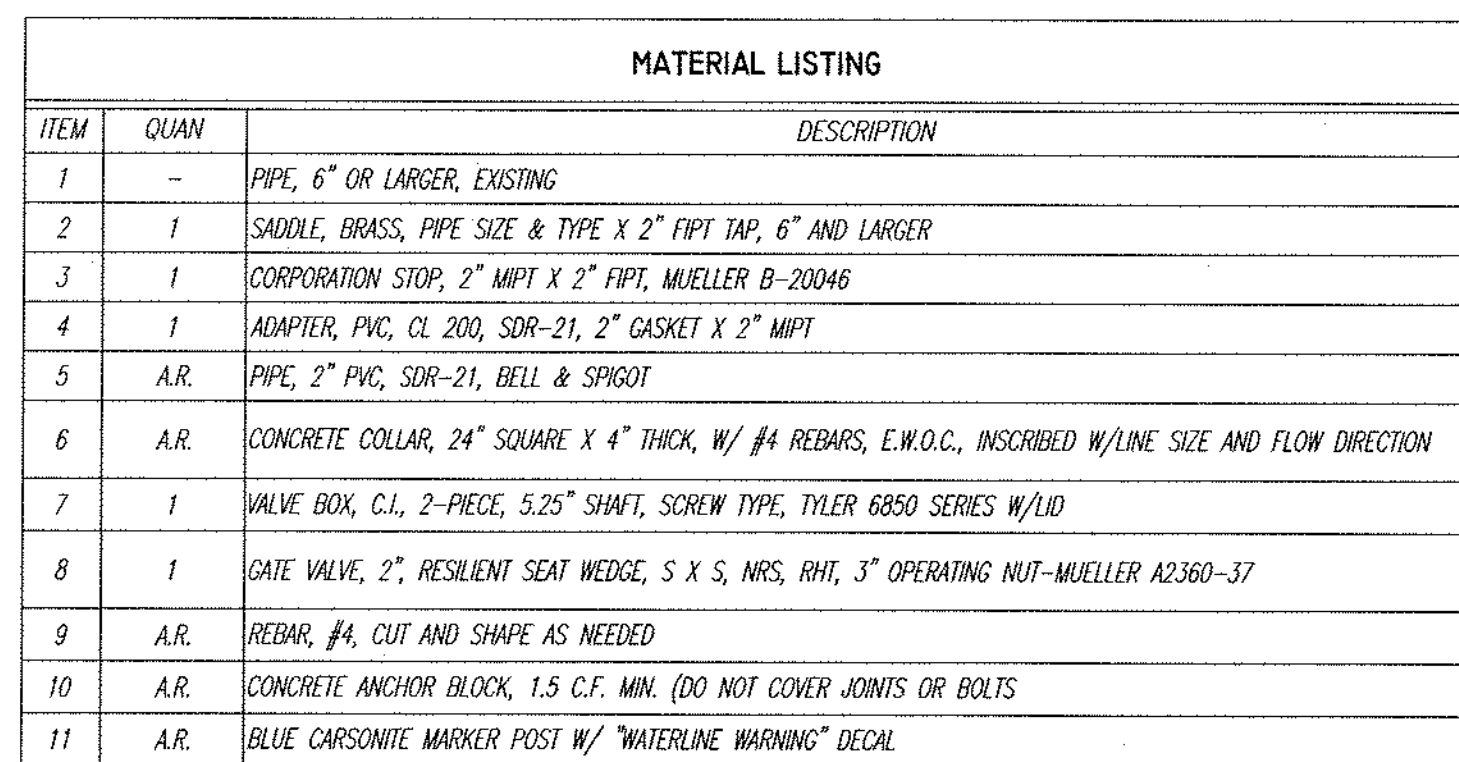 MATERIAL LISTING
ITEM QUAN DESCRIPTION
1 – PIPE, 6" OR LARGER, EXISTING
2 1 SADDLE, BRASS, PIPE SIZE & TYPE X 2" FIPT TAP, 6" AND LARGER
3 1 CORPORATION STOP, 2" MIPT X 2" FIPT, MUELLER B-20046
4 1 ADAPTER, PVC, CL 200, SDR-21, 2" GASKET X 2" MIPT
5 A.R. PIPE, 2" PVC, SDR-21, BELL & SPIGOT
6 A.R. CONCRETE COLLAR, 24" SQUARE X 4" THICK, W/ #4 REBARS, E.W.O.C., INSCRIBED W/LINE SIZE AND FLOW DIRECTION
7 1 VALVE BOX, C.I., 2-PIECE, 5.25" SHAFT, SCREW TYPE, TYLER 6850 SERIES W/LID
8 1 GATE VALVE, 2", RESILIENT SEAT WEDGE, S X S, NRS, RHT, 3" OPERATING NUT-MUELLER A2360-37
9 A.R. REBAR, #4, CUT AND SHAPE AS NEEDED
10 A.R. CONCRETE ANCHOR BLOCK, 1.5 C.F. MIN. (DO NOT COVER JOINTS OR BOLTS
11 A.R. BLUE CARSONITE MARKER POST W/ "WATERLINE WARNING" DECAL